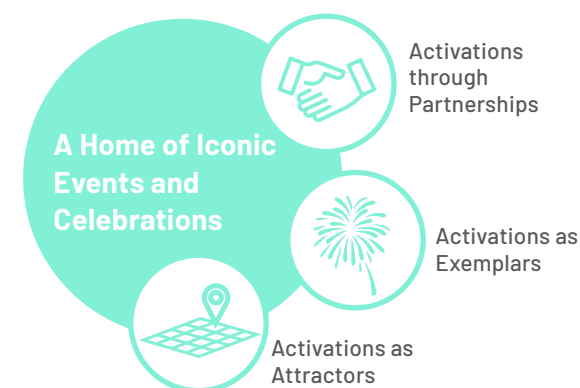 Activations
through
Partnerships
A Home of Iconic
Events and
Celebrations
Activations as
Exemplars
Activations as
Attractors